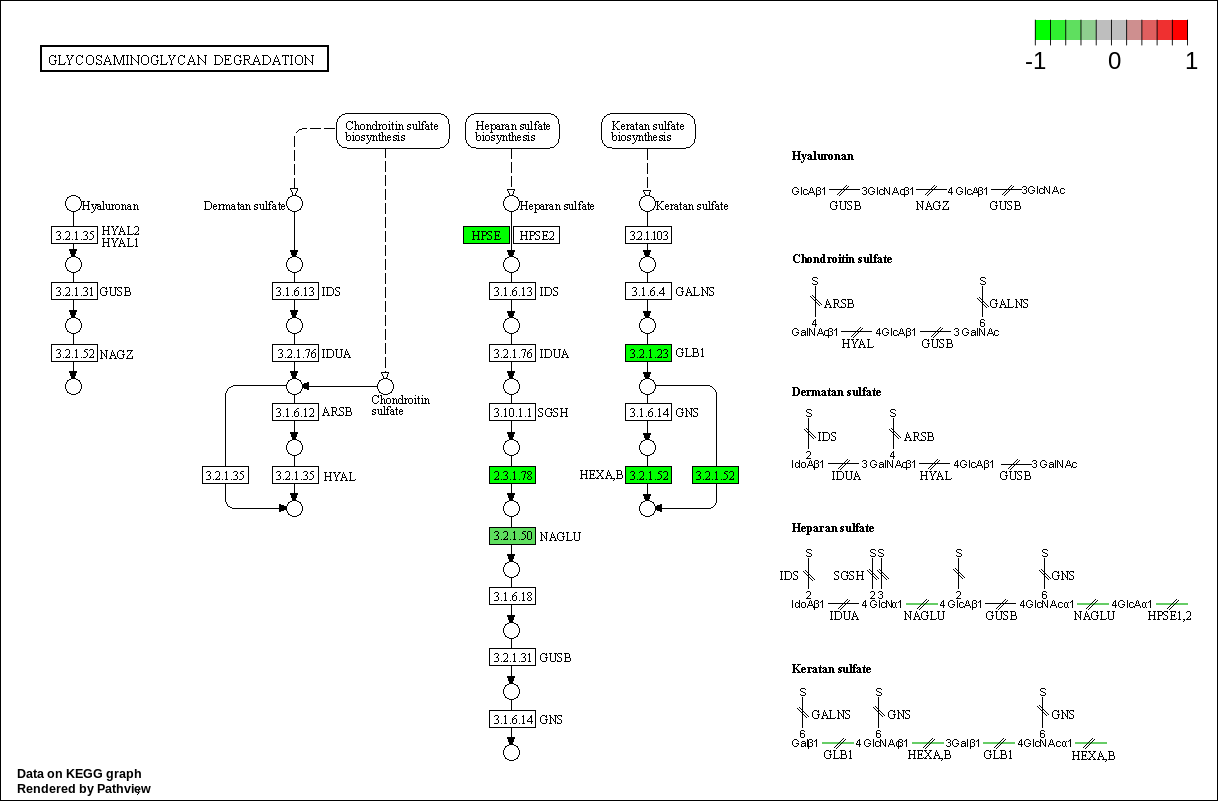 GLYCOSAMINOGLYCAN DEGRADATION
-1 0 1
Chondroitin sulfate
biosynthesis
Heparan sulfate
biosynthesis
Keratan sulfate
biosynthesis
Hyaluronan
Dermatan sulfate
Heparan sulfate
Keratan sulfate
3.2.1.35 HYAL2
HYAL1
HPSE HPSE2
3.2.1.103
3.2.1.31 GUSB
3.1.6.13 IDS
3.1.6.13 IDS
3.1.6.4 GALNS
3.2.1.52 NAGZ
3.2.1.76 IDUA
3.2.1.76 IDUA
3.2.1.23 GLB1
Chondroitin
sulfate
3.1.6.12 ARSB
3.10.1.1 SGSH
3.1.6.14 GNS
3.2.1.35
3.2.1.35 HYAL
2.3.1.78
HEXA,B 3.2.1.52
3.2.1.52
3.2.1.50 NAGLU
3.1.6.18
3.2.1.31 GUSB
3.1.6.14 GNS
Hyaluronan
GlcAβ1 3GlcNAcβ1 4 GlcAβ1 3GlcNAc
GUSB NAGZ GUSB
Chondroitin sulfate
S S
ARSB GALNS
4 6
GalNAcβ1 4GlcAβ1 3 GalNAc
HYAL GUSB
Dermatan sulfate
S S
IDS ARSB
2 4
IdoAβ1 3 GalNAcβ1 4GlcAβ1 3 GalNAc
IDUA HYAL GUSB
Heparan sulfate
S S S S S
IDS SGSH GNS
2 2 3 2 6
IdoAβ1 4 GlcNα1 4 GlcAβ1 4GlcNAcα1 4GlcAα1
IDUA NAGLU GUSB NAGLU HPSE1,2
Keratan sulfate
S S S
GALNS GNS GNS
6 6 6
Galβ1 4 GlcNAcβ1 3Galβ1 4GlcNAcα1
GLB1 HEXA,B GLB1 HEXA,B
Data on KEGG graph
Rendered by Pathview